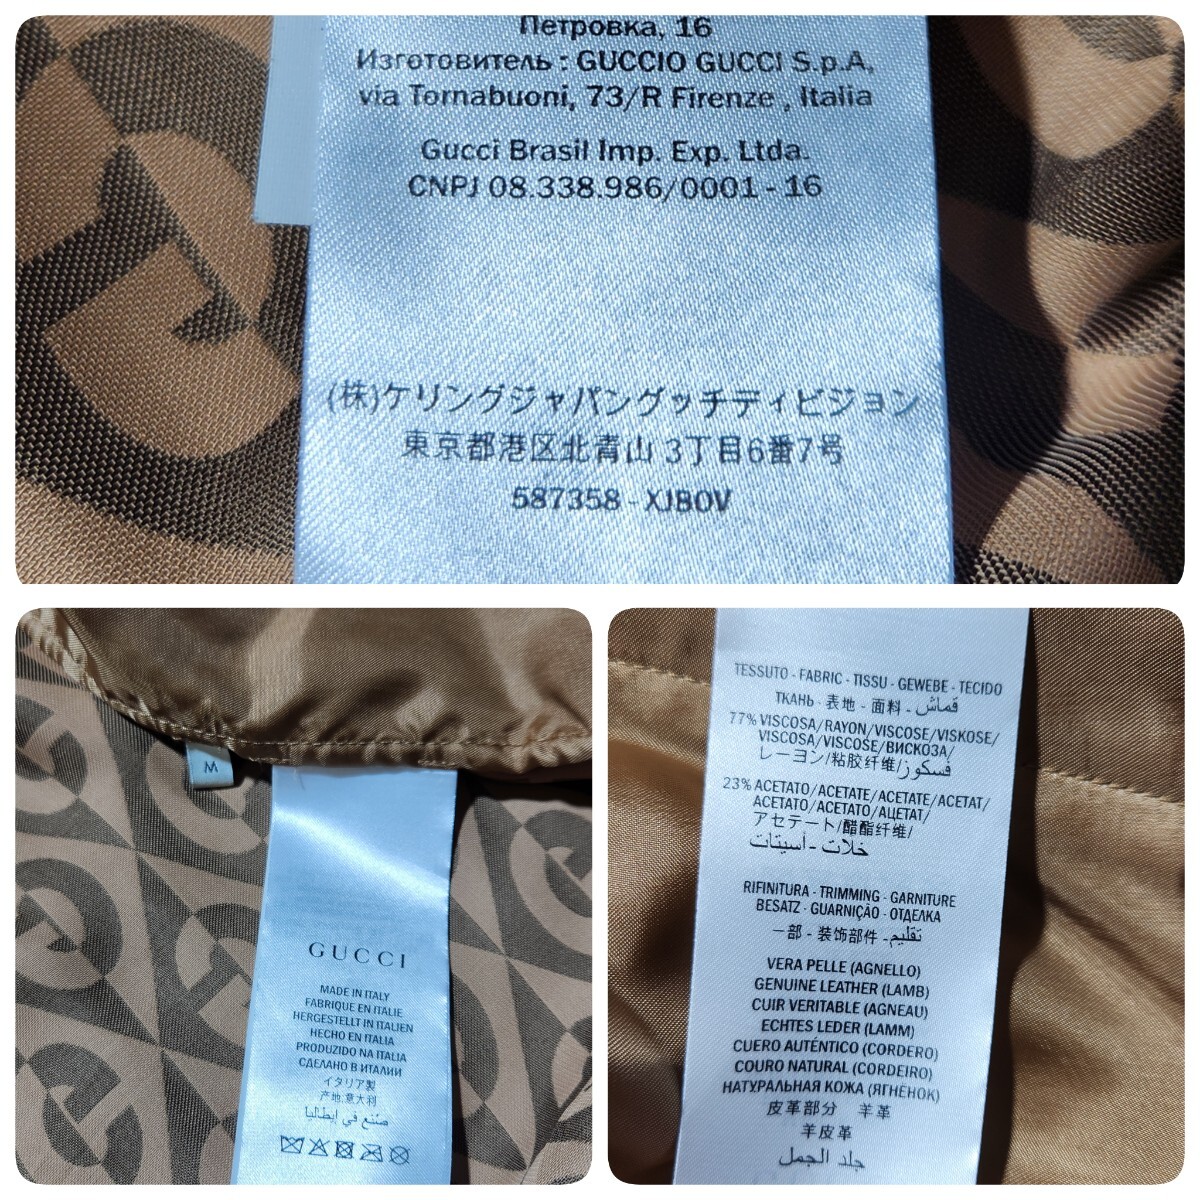 Петровка, 16
Изготовитель : GUCCIO GUCCI S.p.A,
via Tornabuoni, 73/R Firenze , Italia
Gucci Brasil Imp. Exp. Ltda.
CNPJ 08.338.986/0001 - 16
(株)ケリングジャパングッチディビジョン
東京都港区北青山 3丁目6番7号
587358 - XJBOV
M
GUCCI
MADE IN ITALY
FABRIQUE EN ITALIE
HERGESTELLT IN ITALIEN
HECHO EN ITALIA
PRODUZIDO NA ITALIA
СДЕЛАНО В ИТАЛИИ
イタリア製
产地:意大利
صنع في إيطاليا
TESSUTO - FABRIC - TISSU - GEWEBE - TECIDO
ТКАНЬ - 表地 - 面料 - قماش
77% VISCOSA/RAYON/VISCOSE/VISKOSE/
VISCOSA/VISCOSE/ВИСКОЗА/
レーヨン/粘胶纤维/فسكوز
23% ACETATO/ACETATE/ACETATE/ACETAT/
ACETATO/ACETATO/АЦЕТАТ/
アセテート/醋酯纤维/
خلات - أسيتات
RIFINITURA - TRIMMING - GARNITURE
BESATZ - GUARNIÇÃO - ОТДЕЛКА
一部 - 装饰部件 - تقليم
VERA PELLE (AGNELLO)
GENUINE LEATHER (LAMB)
CUIR VERITABLE (AGNEAU)
ECHTES LEDER (LAMM)
CUERO AUTÉNTICO (CORDERO)
COURO NATURAL (CORDEIRO)
НАТУРАЛЬНАЯ КОЖА (ЯГНЕНОК)
皮革部分 羊革
羊皮革
جلد الحمل